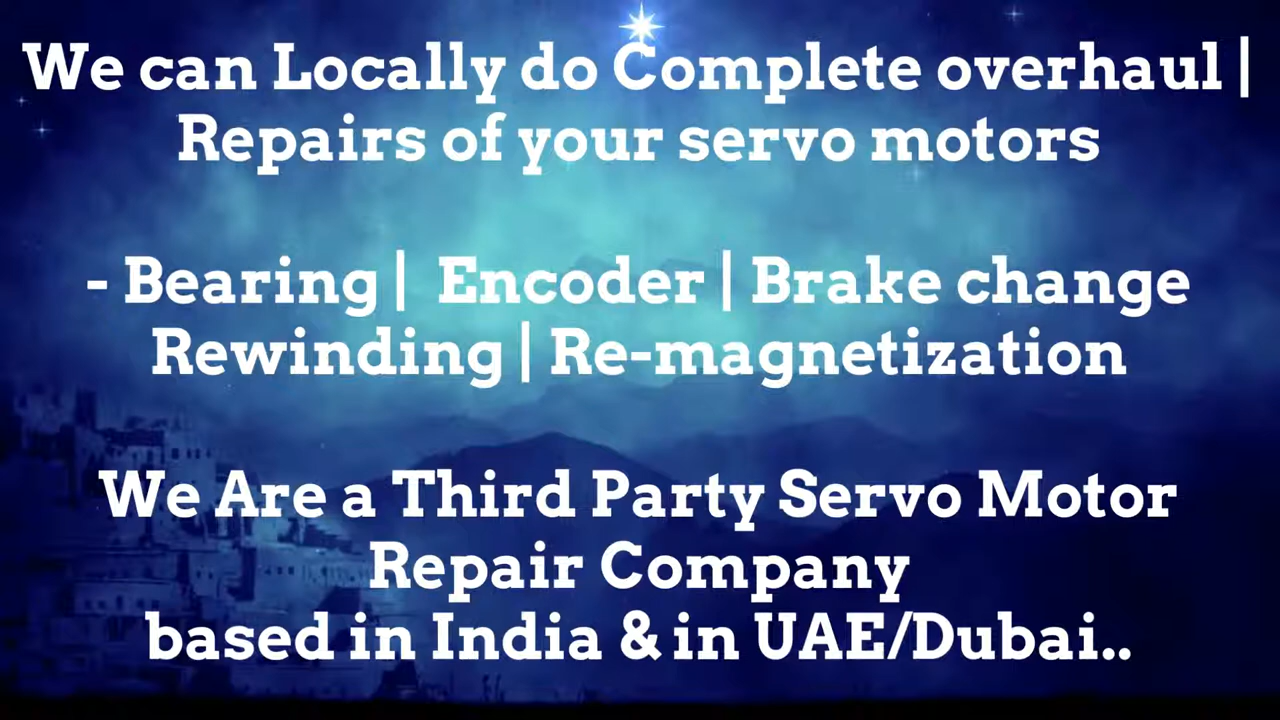 We can Locally do Complete overhaul |
Repairs of your servo motors
- Bearing | Encoder | Brake change
Rewinding | Re-magnetization
We Are a Third Party Servo Motor
Repair Company
based in India & in UAE/Dubai..